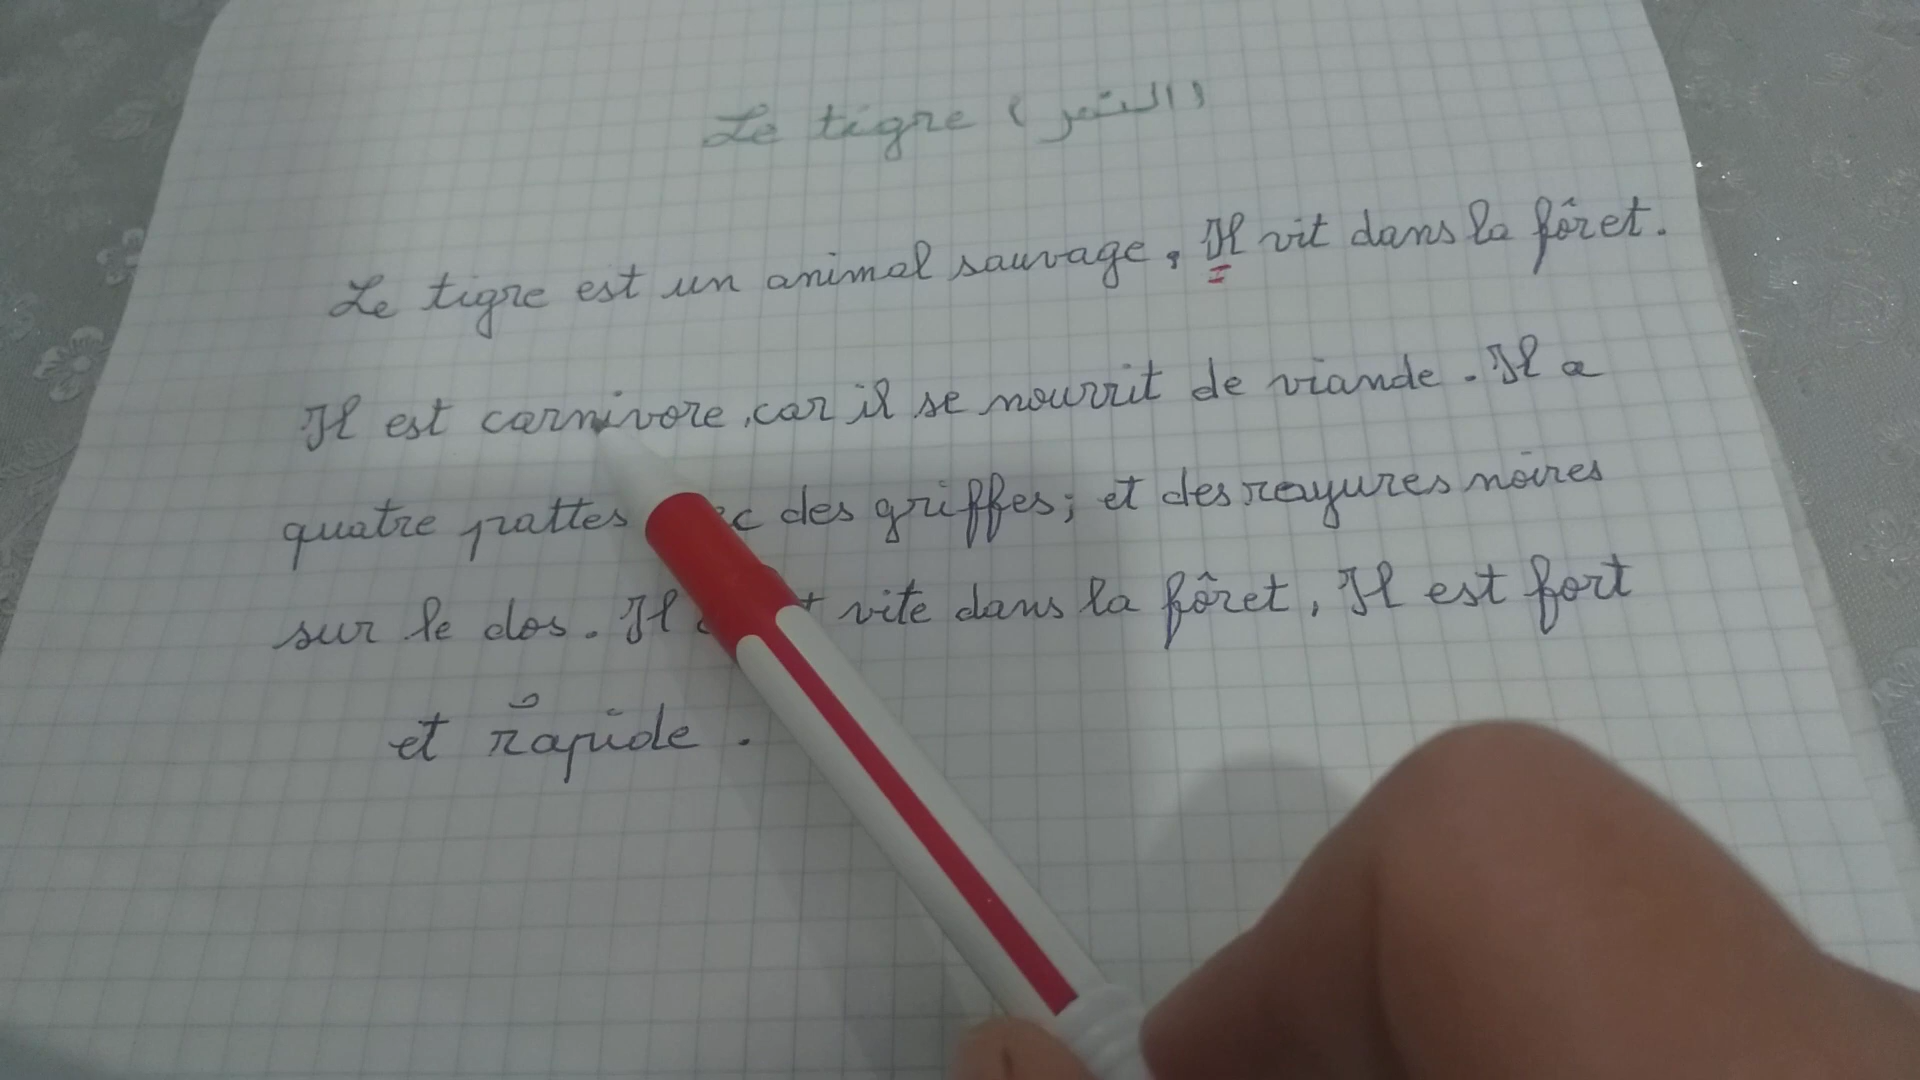 Le tigre (النمر)
Le tigre est un animal sauvage. Il vit dans la fôret.
Il est carnivore, car il se nourrit de viande. Il a
quatre pattes des griffes; et des rayures noires
sur le dos. Il vite dans la fôret, Il est fort
et rapide.